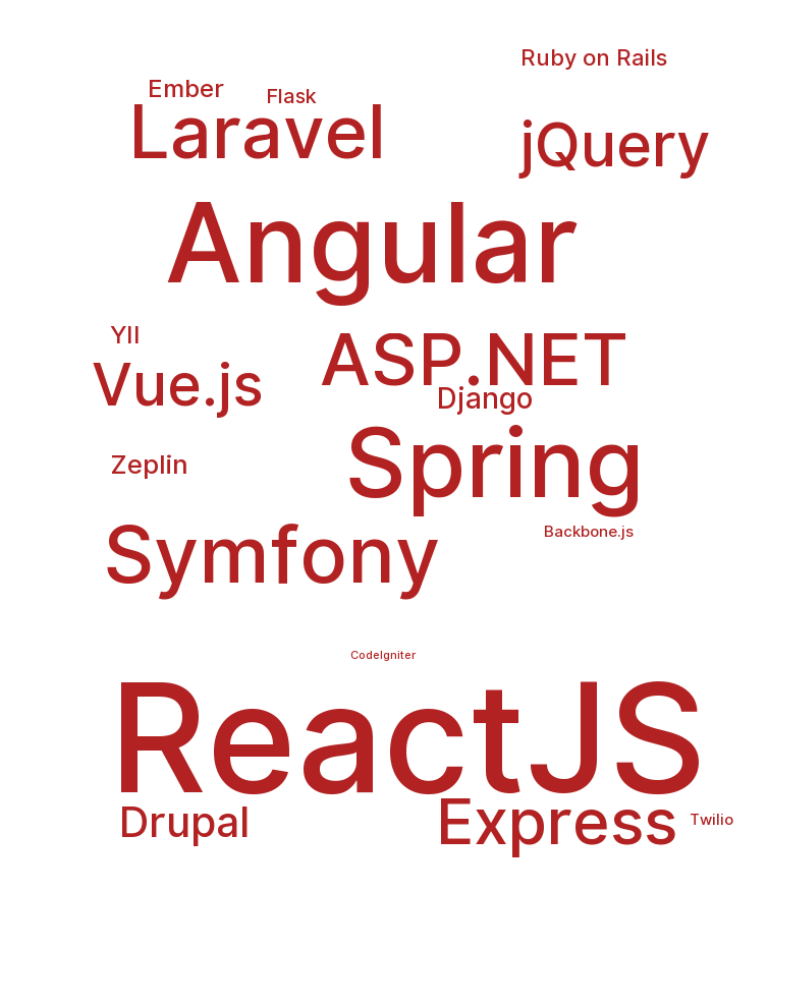 Ruby on Rails
Ember
Flask
Laravel
jQuery
Angular
YII
ASP.NET
Vue.js
Django
Spring
Zeplin
Backbone.js
Symfony
CodeIgniter
ReactJS
Drupal
Express
Twilio